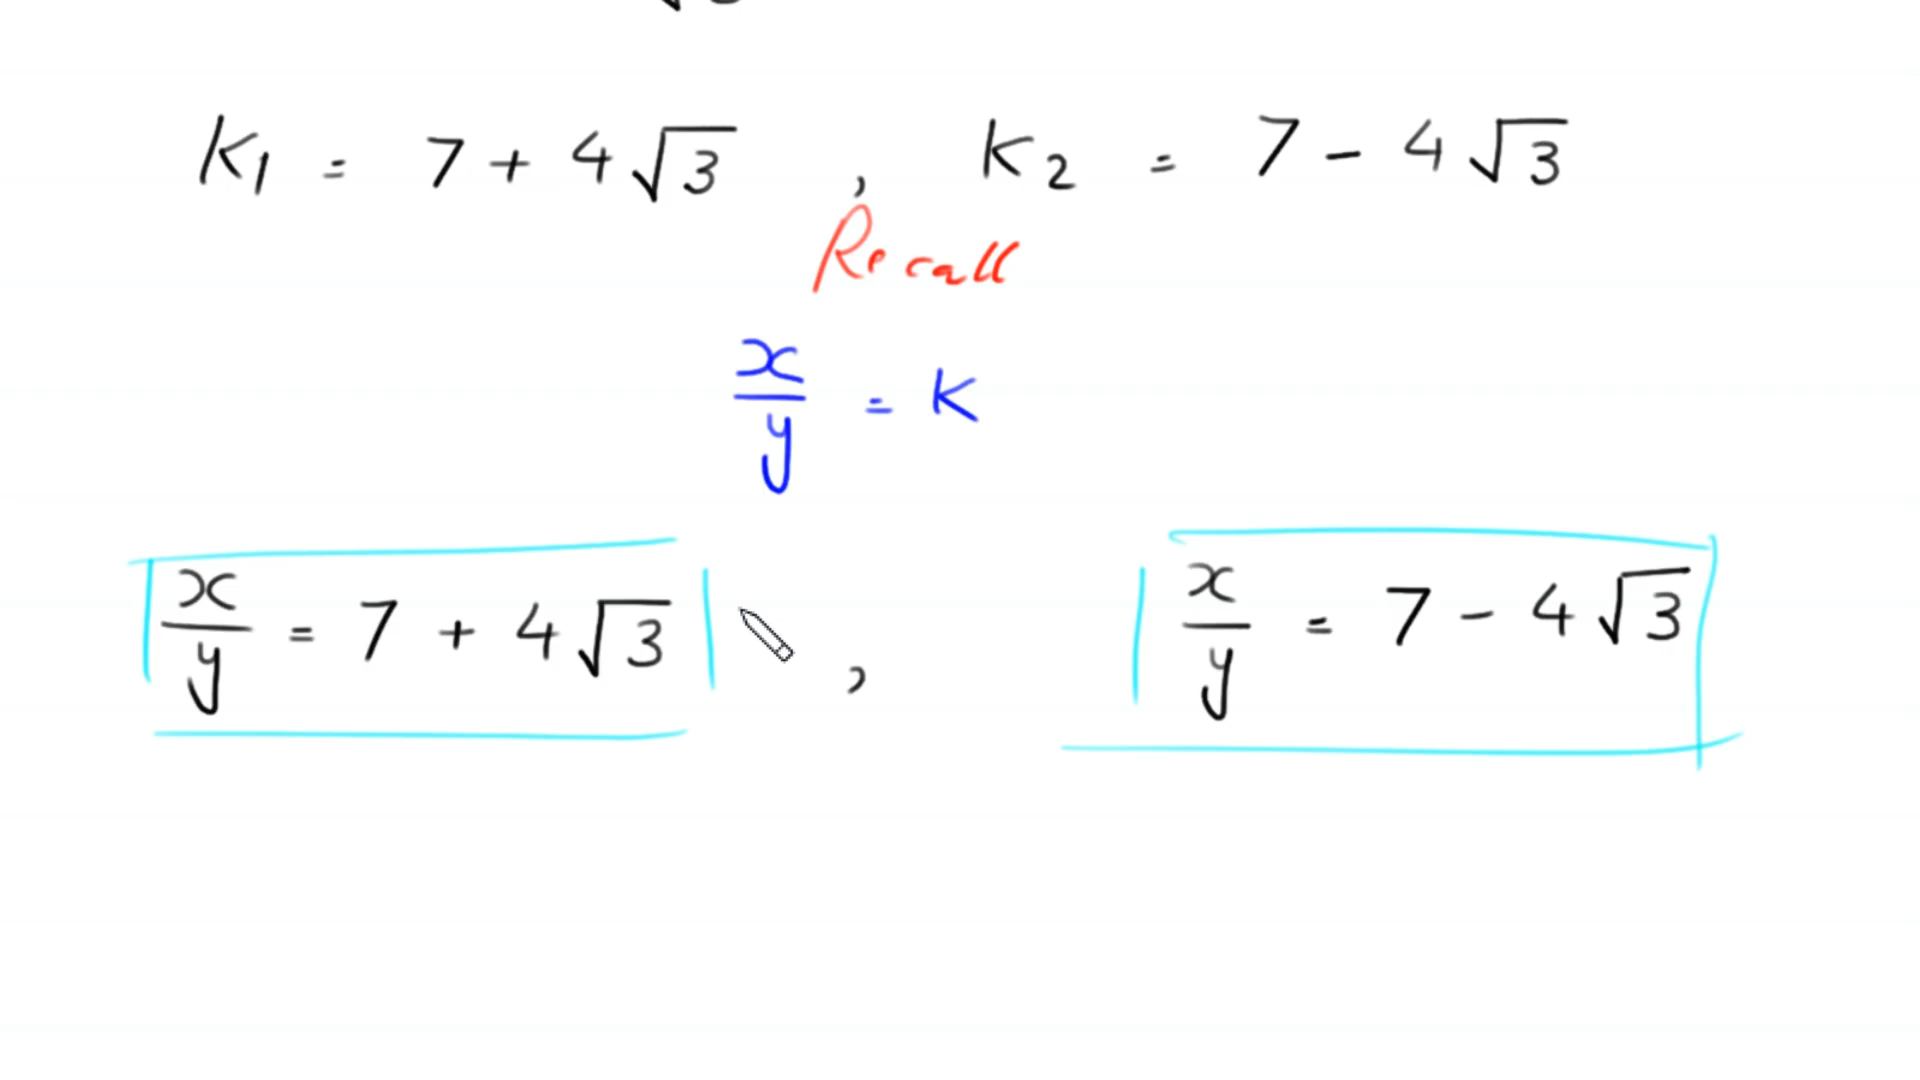 K₁ = 7 + 4√3 , K₂ = 7 - 4√3
Recall
x/y = K
x/y = 7 + 4√3 , x/y = 7 - 4√3